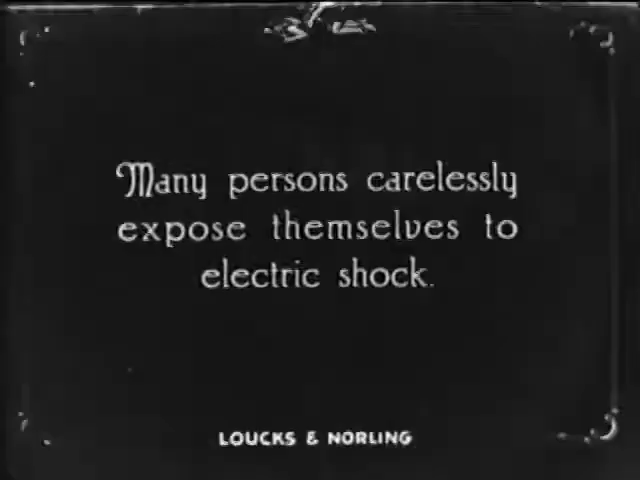 Many persons carelessly
expose themselves to
electric shock.
LOUCKS & NORLING